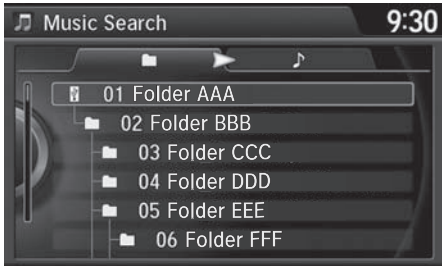 Music Search
9:30
01 Folder AAA
02 Folder BBB
03 Folder CCC
04 Folder DDD
05 Folder EEE
06 Folder FFF